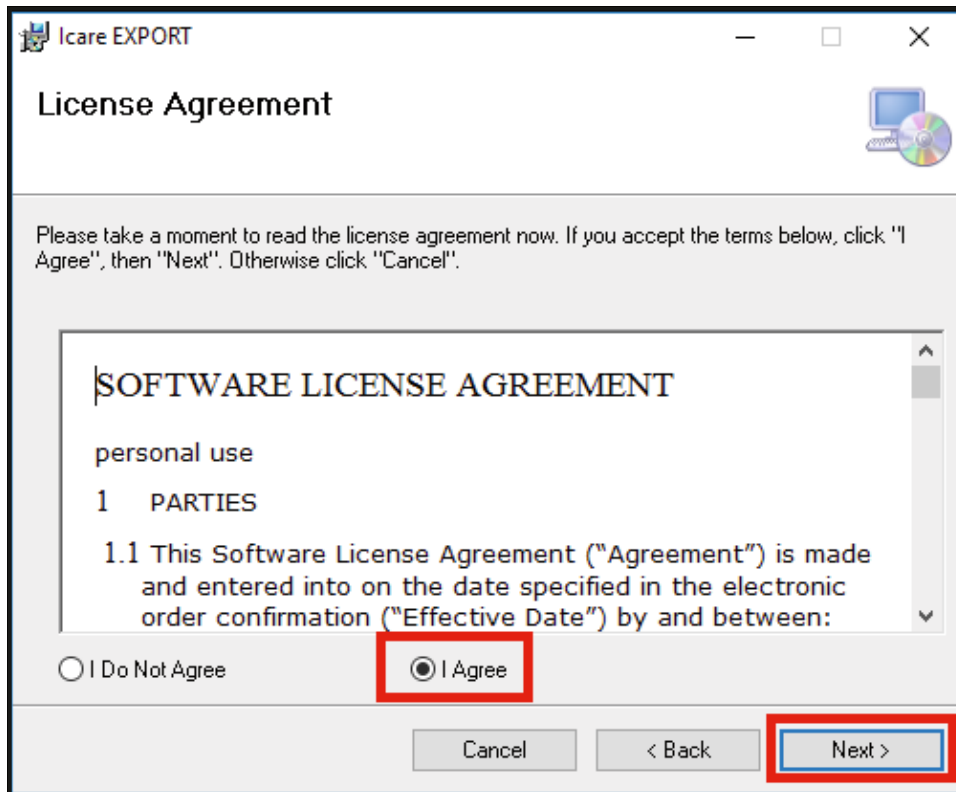 Icare EXPORT
License Agreement
Please take a moment to read the license agreement now. If you accept the terms below, click "I
Agree", then "Next". Otherwise click "Cancel".
SOFTWARE LICENSE AGREEMENT
personal use
1 PARTIES
1.1 This Software License Agreement (“Agreement”) is made
and entered into on the date specified in the electronic
order confirmation (“Effective Date”) by and between:
I Do Not Agree
I Agree
Cancel
< Back
Next >